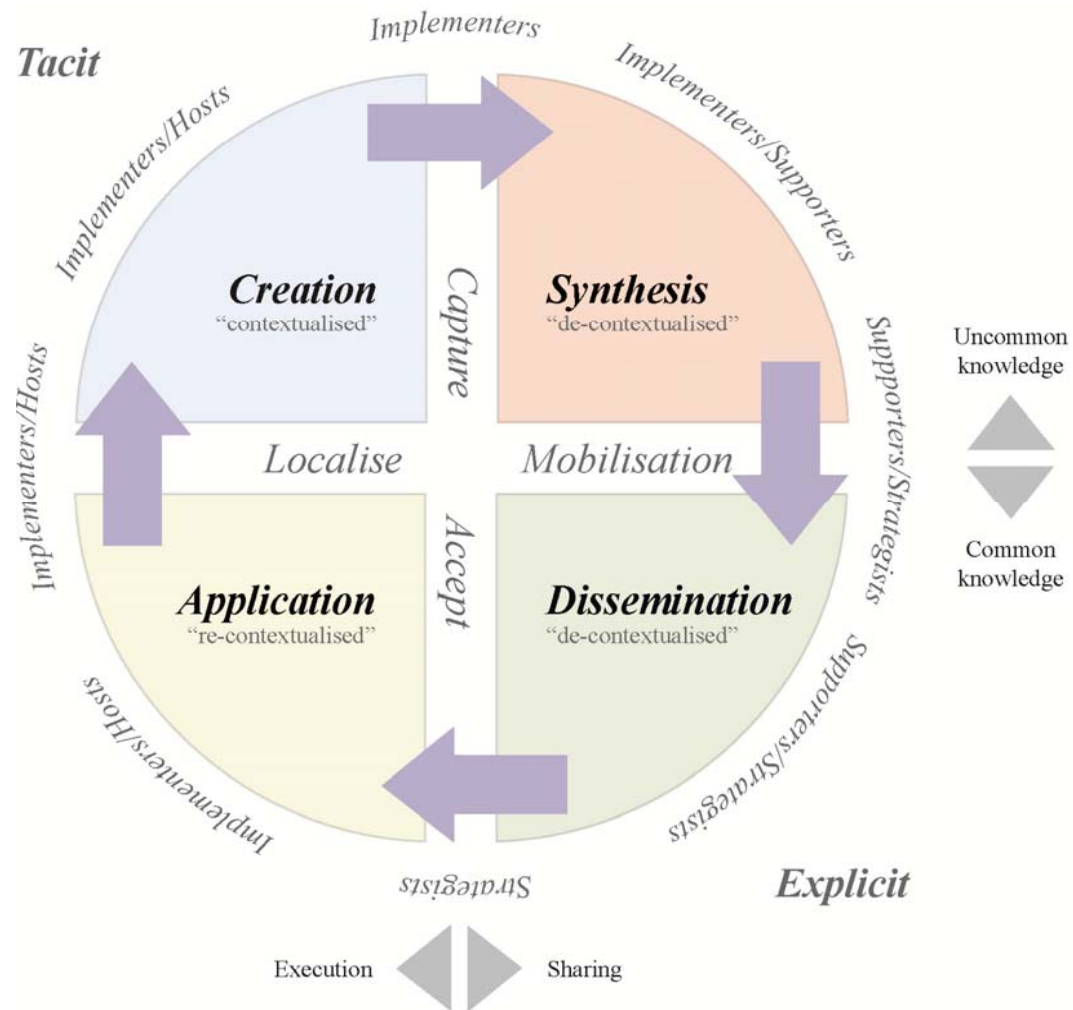 Implementers
Tacit
Implementers/Hosts
Implementers/Supporters
Creation
“contextualised”
Capture
Synthesis
“de-contextualised”
Implementers/Hosts
Suppporters/Strategists
Uncommon
knowledge
Localise
Mobilisation
Common
knowledge
Application
“re-contextualised”
Accept
Dissemination
“de-contextualised”
Implementers/Hosts
Supporters/Strategists
Strategists
Explicit
Execution
Sharing